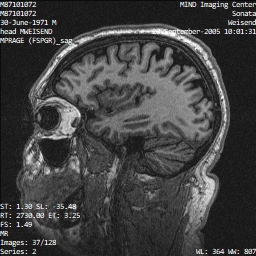 M87101072
M87101072
30-June-1971 M
head MWEISEND
MPRAGE (FSPGR)_sag
MIND Imaging Center
Sonata
Weisend
September-2005 10:01:31
ST: 1.30 SL: -35.48
RT: 2730.00 ET: 3.25
FS: 1.49
MR
Images: 37/128
Series: 2
WL: 364 WW: 807